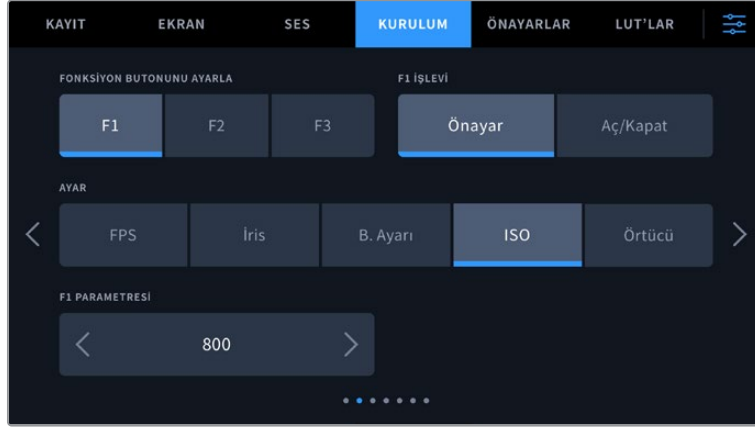 KAYIT EKRAN SES KURULUM ÖNAYARLAR LUT'LAR
FONKSİYON BUTONUNU AYARLA F1 İŞLEVİ
F1 F2 F3 Önayar Aç/Kapat
AYAR
FPS İris B. Ayarı ISO Örtücü
F1 PARAMETRESİ
800